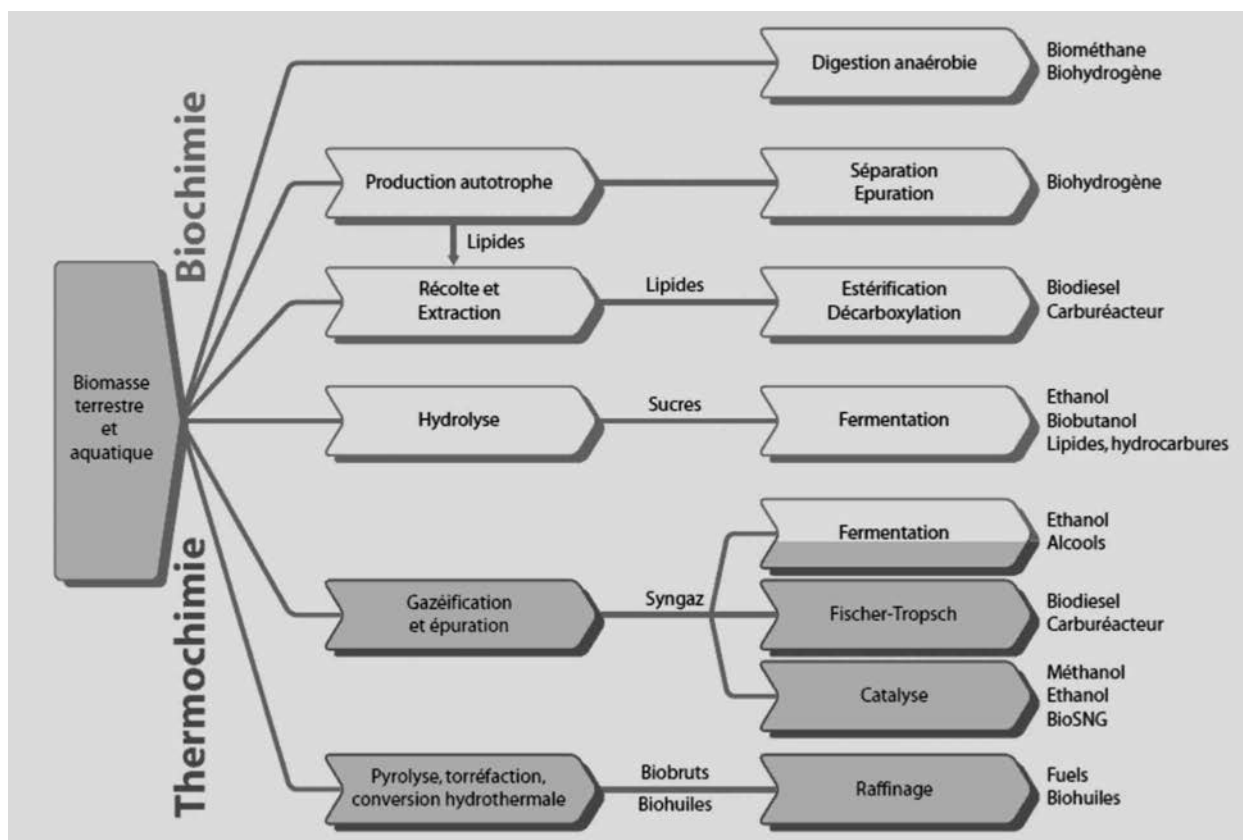 Biochimie
Thermochimie
Biomasse
terrestre
et
aquatique
Digestion anaérobie
Biométhane
Biohydrogène
Production autotrophe
Séparation
Epuration
Biohydrogène
Lipides
Récolte et
Extraction
Lipides
Estérification
Décarboxylation
Biodiesel
Carburéacteur
Hydrolyse
Sucres
Fermentation
Ethanol
Biobutanol
Lipides, hydrocarbures
Gazéification
et épuration
Syngaz
Fermentation
Ethanol
Alcools
Fischer-Tropsch
Biodiesel
Carburéacteur
Catalyse
Méthanol
Ethanol
BioSNG
Pyrolyse, torréfaction,
conversion hydrothermale
Biobruts
Biohuiles
Raffinage
Fuels
Biohuiles